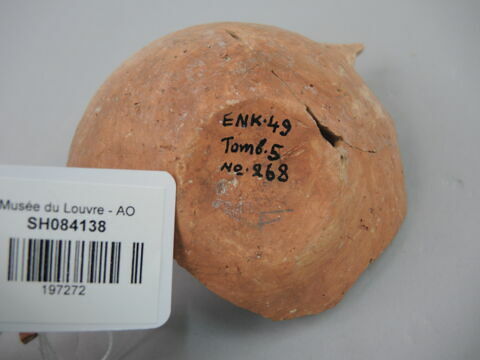 ENK.49
Tomb.5
No.268
Musée du Louvre - AO
SH084138
197272